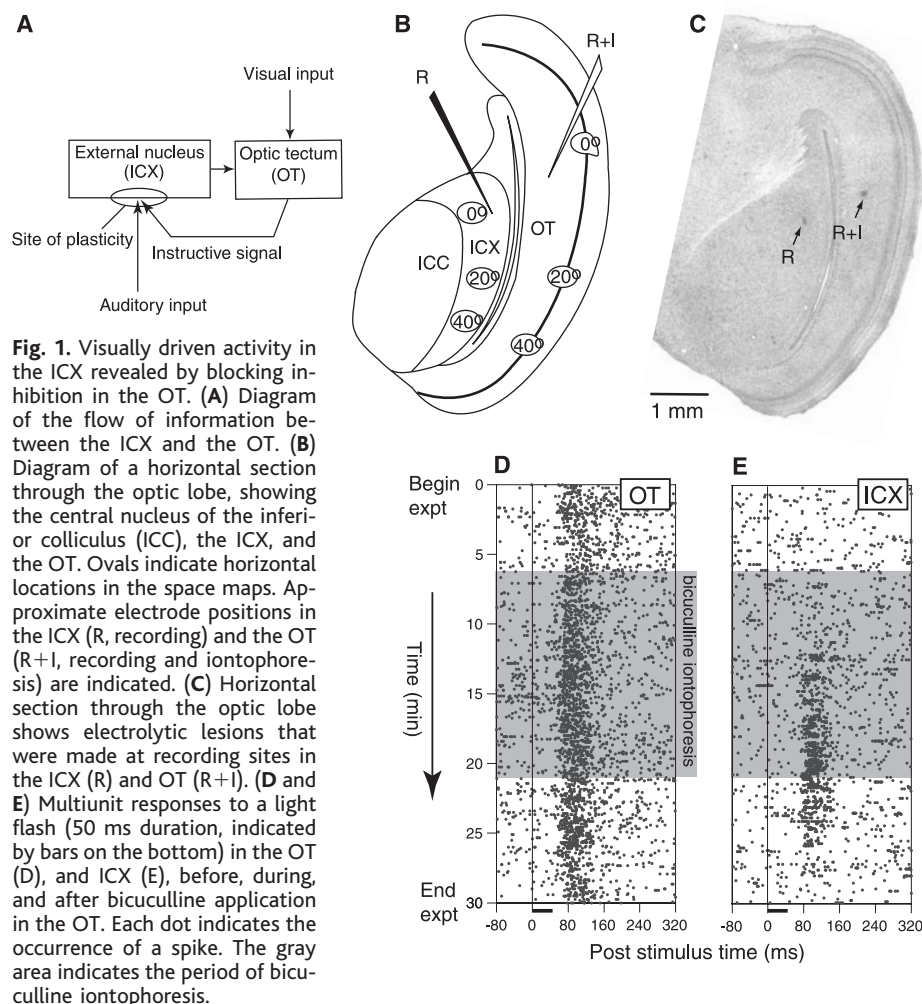 A
Visual input
External nucleus
(ICX)
Optic tectum
(OT)
Site of plasticity
Instructive signal
Auditory input
B
R
R+I
0º
0º
ICC
ICX
OT
20º
20º
40º
40º
C
R
R+I
1 mm
Fig. 1. Visually driven activity in
the ICX revealed by blocking in-
hibition in the OT. (A) Diagram
of the flow of information be-
tween the ICX and the OT. (B)
Diagram of a horizontal section
through the optic lobe, showing
the central nucleus of the inferi-
or colliculus (ICC), the ICX, and
the OT. Ovals indicate horizontal
locations in the space maps. Ap-
proximate electrode positions in
the ICX (R, recording) and the OT
(R+I, recording and iontophore-
sis) are indicated. (C) Horizontal
section through the optic lobe
shows electrolytic lesions that
were made at recording sites in
the ICX (R) and OT (R+I). (D and
E) Multiunit responses to a light
flash (50 ms duration, indicated
by bars on the bottom) in the OT
(D), and ICX (E), before, during,
and after bicuculline application
in the OT. Each dot indicates the
occurrence of a spike. The gray
area indicates the period of bicu-
culline iontophoresis.
D
E
Begin
expt
0
OT
ICX
5
10
15
20
25
30
Time (min)
bicuculline iontophoresis
End
expt
-80 0 80 160 240 320
-80 0 80 160 240 320
Post stimulus time (ms)